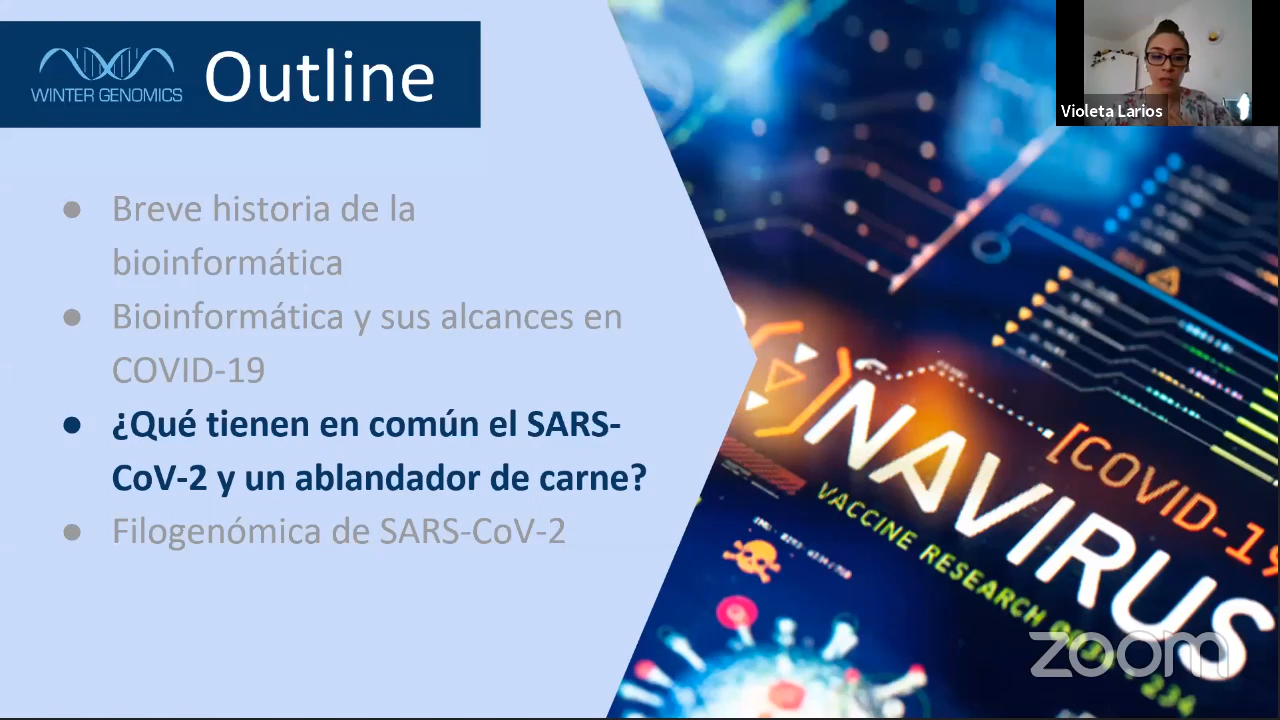 WINTER GENOMICS
Outline
Violeta Larios
● Breve historia de la
bioinformática
● Bioinformática y sus alcances en
COVID-19
● ¿Qué tienen en común el SARS-
CoV-2 y un ablandador de carne?
● Filogenómica de SARS-CoV-2
NAVIRUS
[COVID-19
VACCINE RESEARCH
zoom